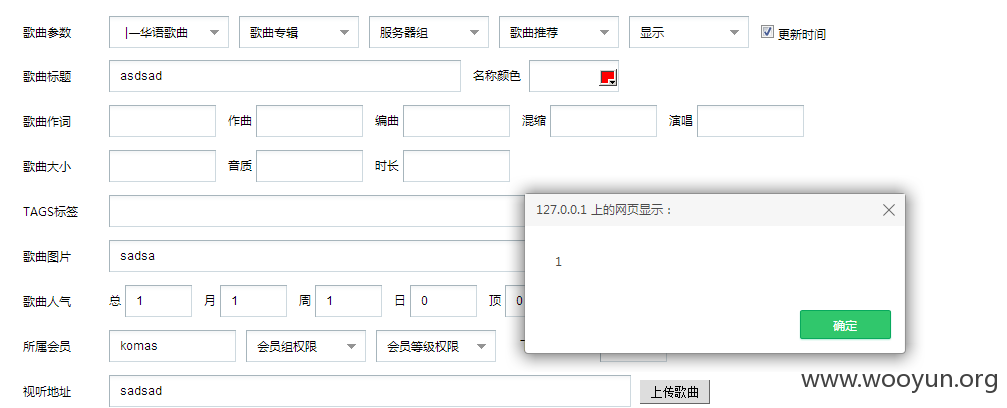 歌曲参数 |—华语歌曲 歌曲专辑 服务器组 歌曲推荐 显示 更新时间
歌曲标题 asdsad 名称颜色
歌曲作词 作曲 编曲 混缩 演唱
歌曲大小 音质 时长
TAGS标签
127.0.0.1 上的网页显示：
歌曲图片 sadsa
1
歌曲人气 总 1 月 1 周 1 日 0 顶 0
确定
所属会员 komas 会员组权限 会员等级权限
视听地址 sadsad 上传歌曲
www.wooyun.org